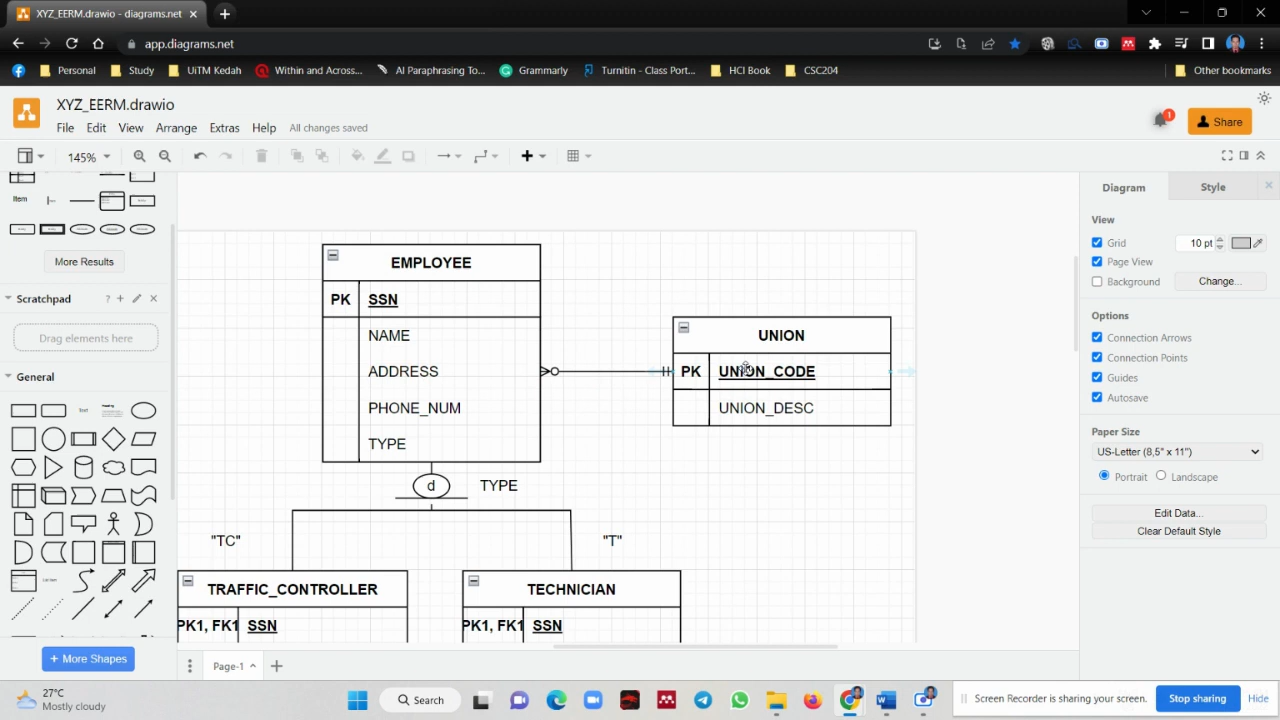 XYZ_EERM.drawio - diagrams.net
app.diagrams.net
Personal
Study
UiTM Kedah
Within and Across...
AI Paraphrasing To...
Grammarly
Turnitin - Class Port...
HCI Book
CSC204
Other bookmarks
XYZ_EERM.drawio
File Edit View Arrange Extras Help All changes saved
1
Share
145%
Diagram
Style
Item
More Results
Scratchpad
?
Drag elements here
General
Text
+ More Shapes
EMPLOYEE
PK SSN
NAME
ADDRESS
PHONE_NUM
TYPE
d TYPE
UNION
PK UNION_CODE
UNION_DESC
"TC"
"T"
TRAFFIC_CONTROLLER
PK1, FK1 SSN
TECHNICIAN
PK1, FK1 SSN
View
Grid 10 pt
Page View
Background Change...
Options
Connection Arrows
Connection Points
Guides
Autosave
Paper Size
US-Letter (8,5" x 11")
Portrait Landscape
Edit Data...
Clear Default Style
Page-1
27°C
Mostly cloudy
Search
Screen Recorder is sharing your screen.
Stop sharing
Hide